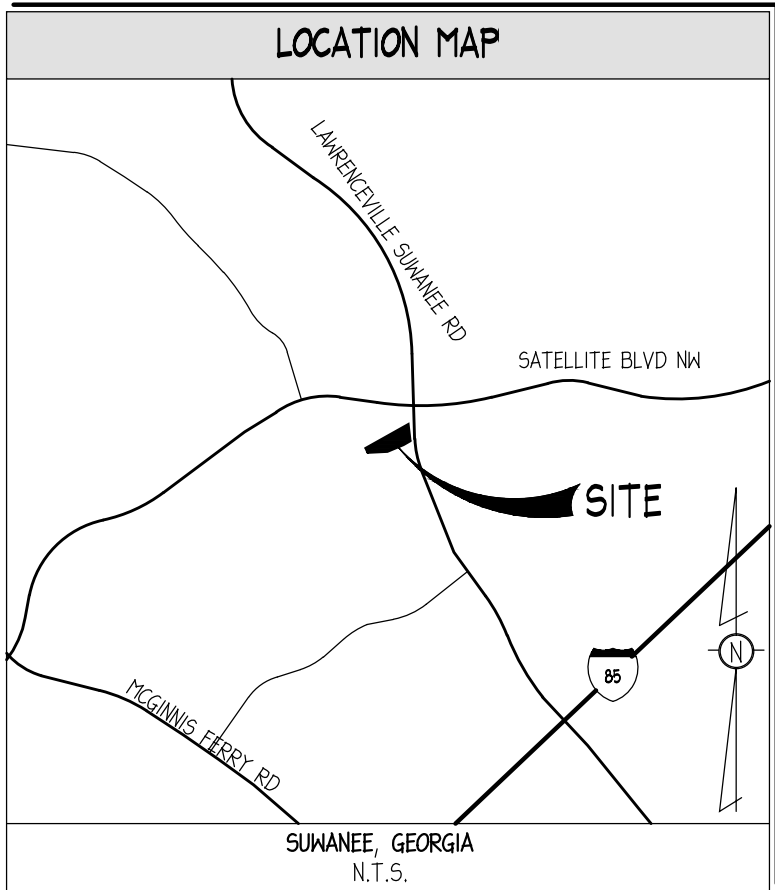 LOCATION MAP
LAWRENCEVILLE SUWANEE RD
SATELLITE BLVD NW
SITE
N
85
MCGINNIS FERRY RD
SUWANEE, GEORGIA
N.T.S.